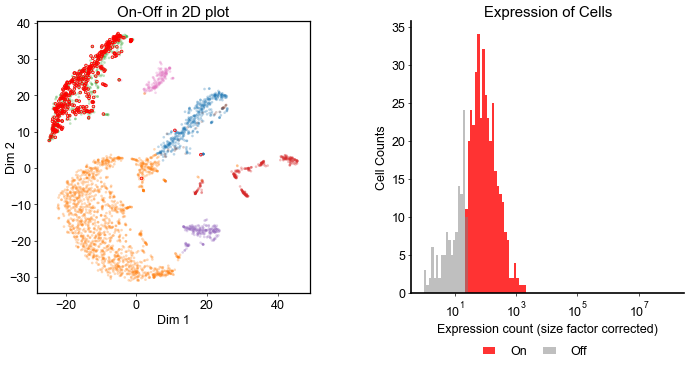 On-Off in 2D plot
40
30
20
10
0
−10
−20
−30
Dim 2
−20 0 20 40
Dim 1
Expression of Cells
35
30
25
20
15
10
5
0
Cell Counts
10¹ 10³ 10⁵ 10⁷
Expression count (size factor corrected)
On Off